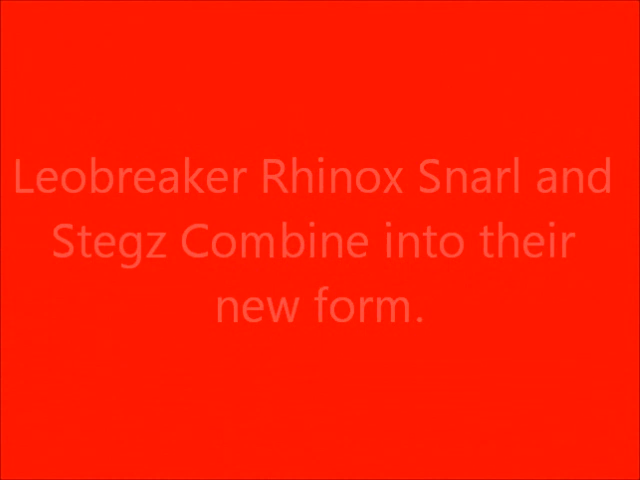 Leobreaker Rhinox Snarl and
Stegz Combine into their
new form.